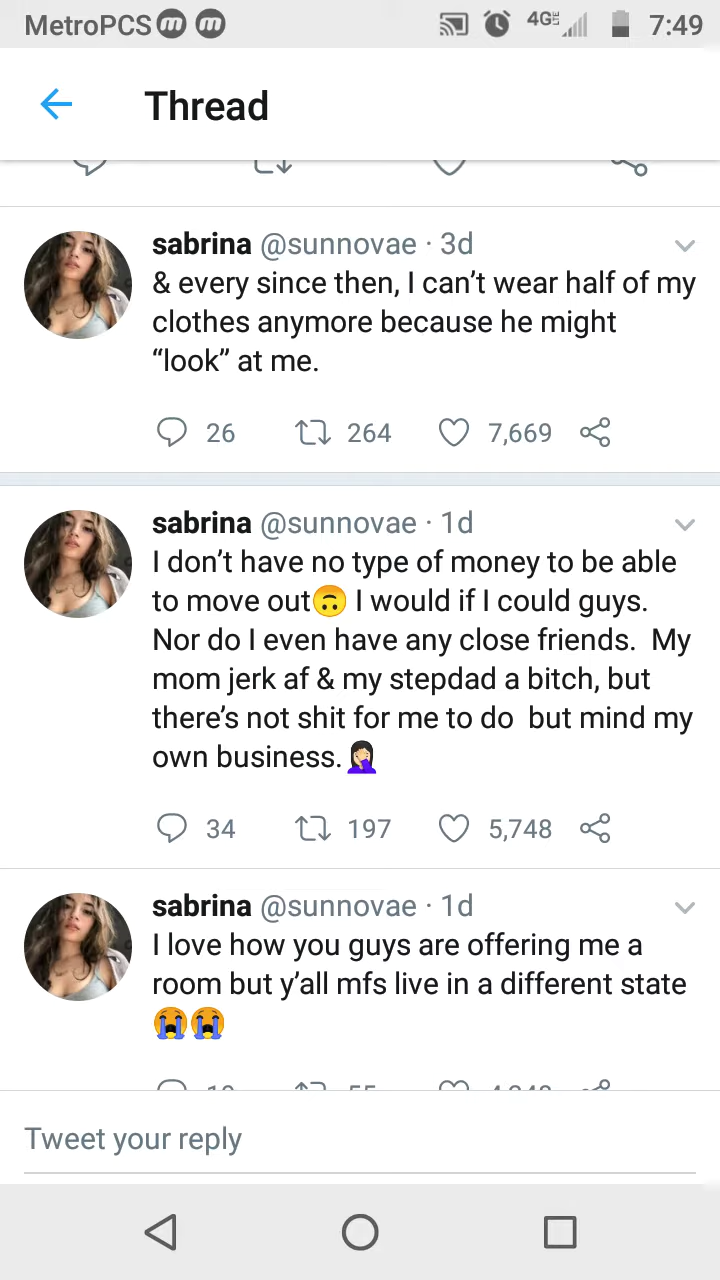 MetroPCS m m 4G LTE 7:49
Thread
sabrina @sunnovae · 3d
& every since then, I can’t wear half of my
clothes anymore because he might
“look” at me.
26 264 7,669
sabrina @sunnovae · 1d
I don’t have no type of money to be able
to move out🙃 I would if I could guys.
Nor do I even have any close friends. My
mom jerk af & my stepdad a bitch, but
there’s not shit for me to do but mind my
own business.🤦🏻‍♀️
34 197 5,748
sabrina @sunnovae · 1d
I love how you guys are offering me a
room but y’all mfs live in a different state
😭😭
Tweet your reply